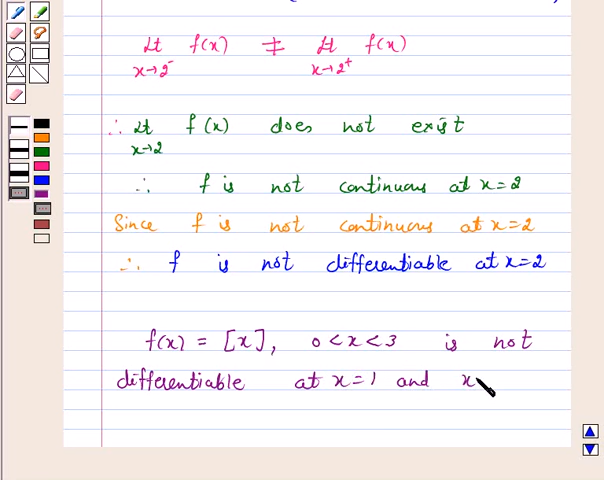 Lt f(x) ≠ Lt f(x)
x→2⁻ x→2⁺
∴ Lt f(x) does not exist
x→2
∴ f is not continuous at x=2
Since f is not continuous at x=2
∴ f is not differentiable at x=2
f(x) = [x], 0<x<3 is not
differentiable at x=1 and x